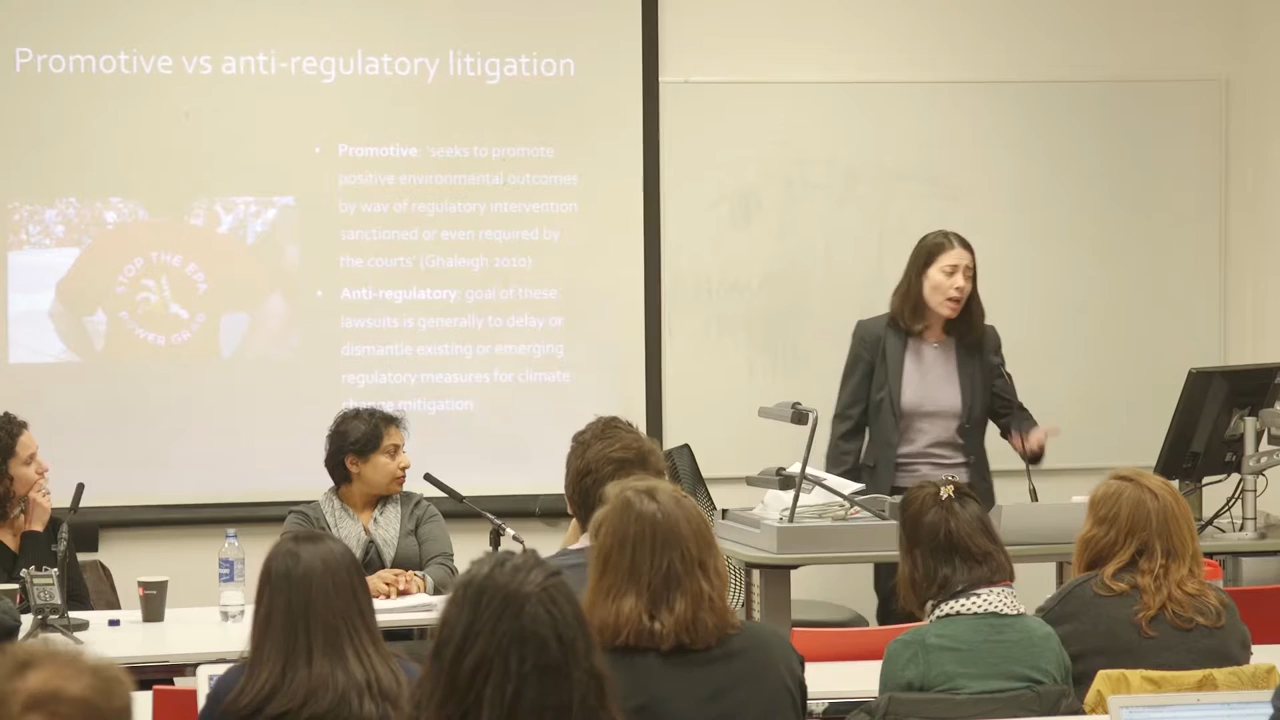 Promotive vs anti-regulatory litigation
• Promotive: 'seeks to promote
positive environmental outcomes
by way of regulatory intervention
sanctioned or even required by
the courts' (Ghaleigh 2010)
• Anti-regulatory: goal of these
lawsuits is generally to delay or
dismantle existing or emerging
regulatory measures for climate
change mitigation
STOP THE EPA
POWER GRAB